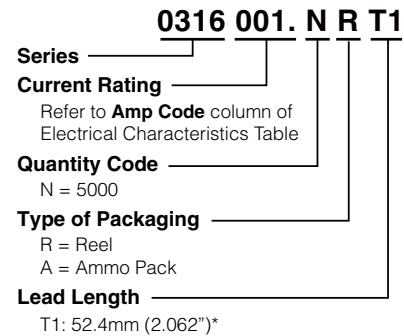 0316 001. N R T1
Series
Current Rating
Refer to Amp Code column of
Electrical Characteristics Table
Quantity Code
N = 5000
Type of Packaging
R = Reel
A = Ammo Pack
Lead Length
T1: 52.4mm (2.062”)*